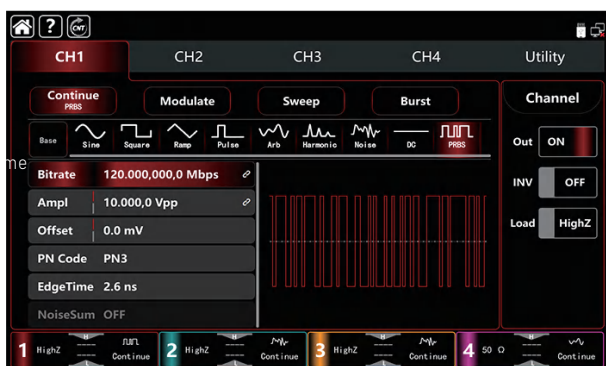 ?
CNT
CH1 CH2 CH3 CH4 Utility
Continue
PRBS
Modulate Sweep Burst
Channel
Base Sine Square Ramp Pulse Arb Harmonic Noise DC PRBS
me
Bitrate 120.000,000,0 Mbps
Ampl 10.000,0 Vpp
Offset 0.0 mV
PN Code PN3
EdgeTime 2.6 ns
NoiseSum OFF
Out ON
INV OFF
Load HighZ
1 HighZ H Continue
2 HighZ H Continue
3 HighZ H Continue
4 50 Ω H Continue